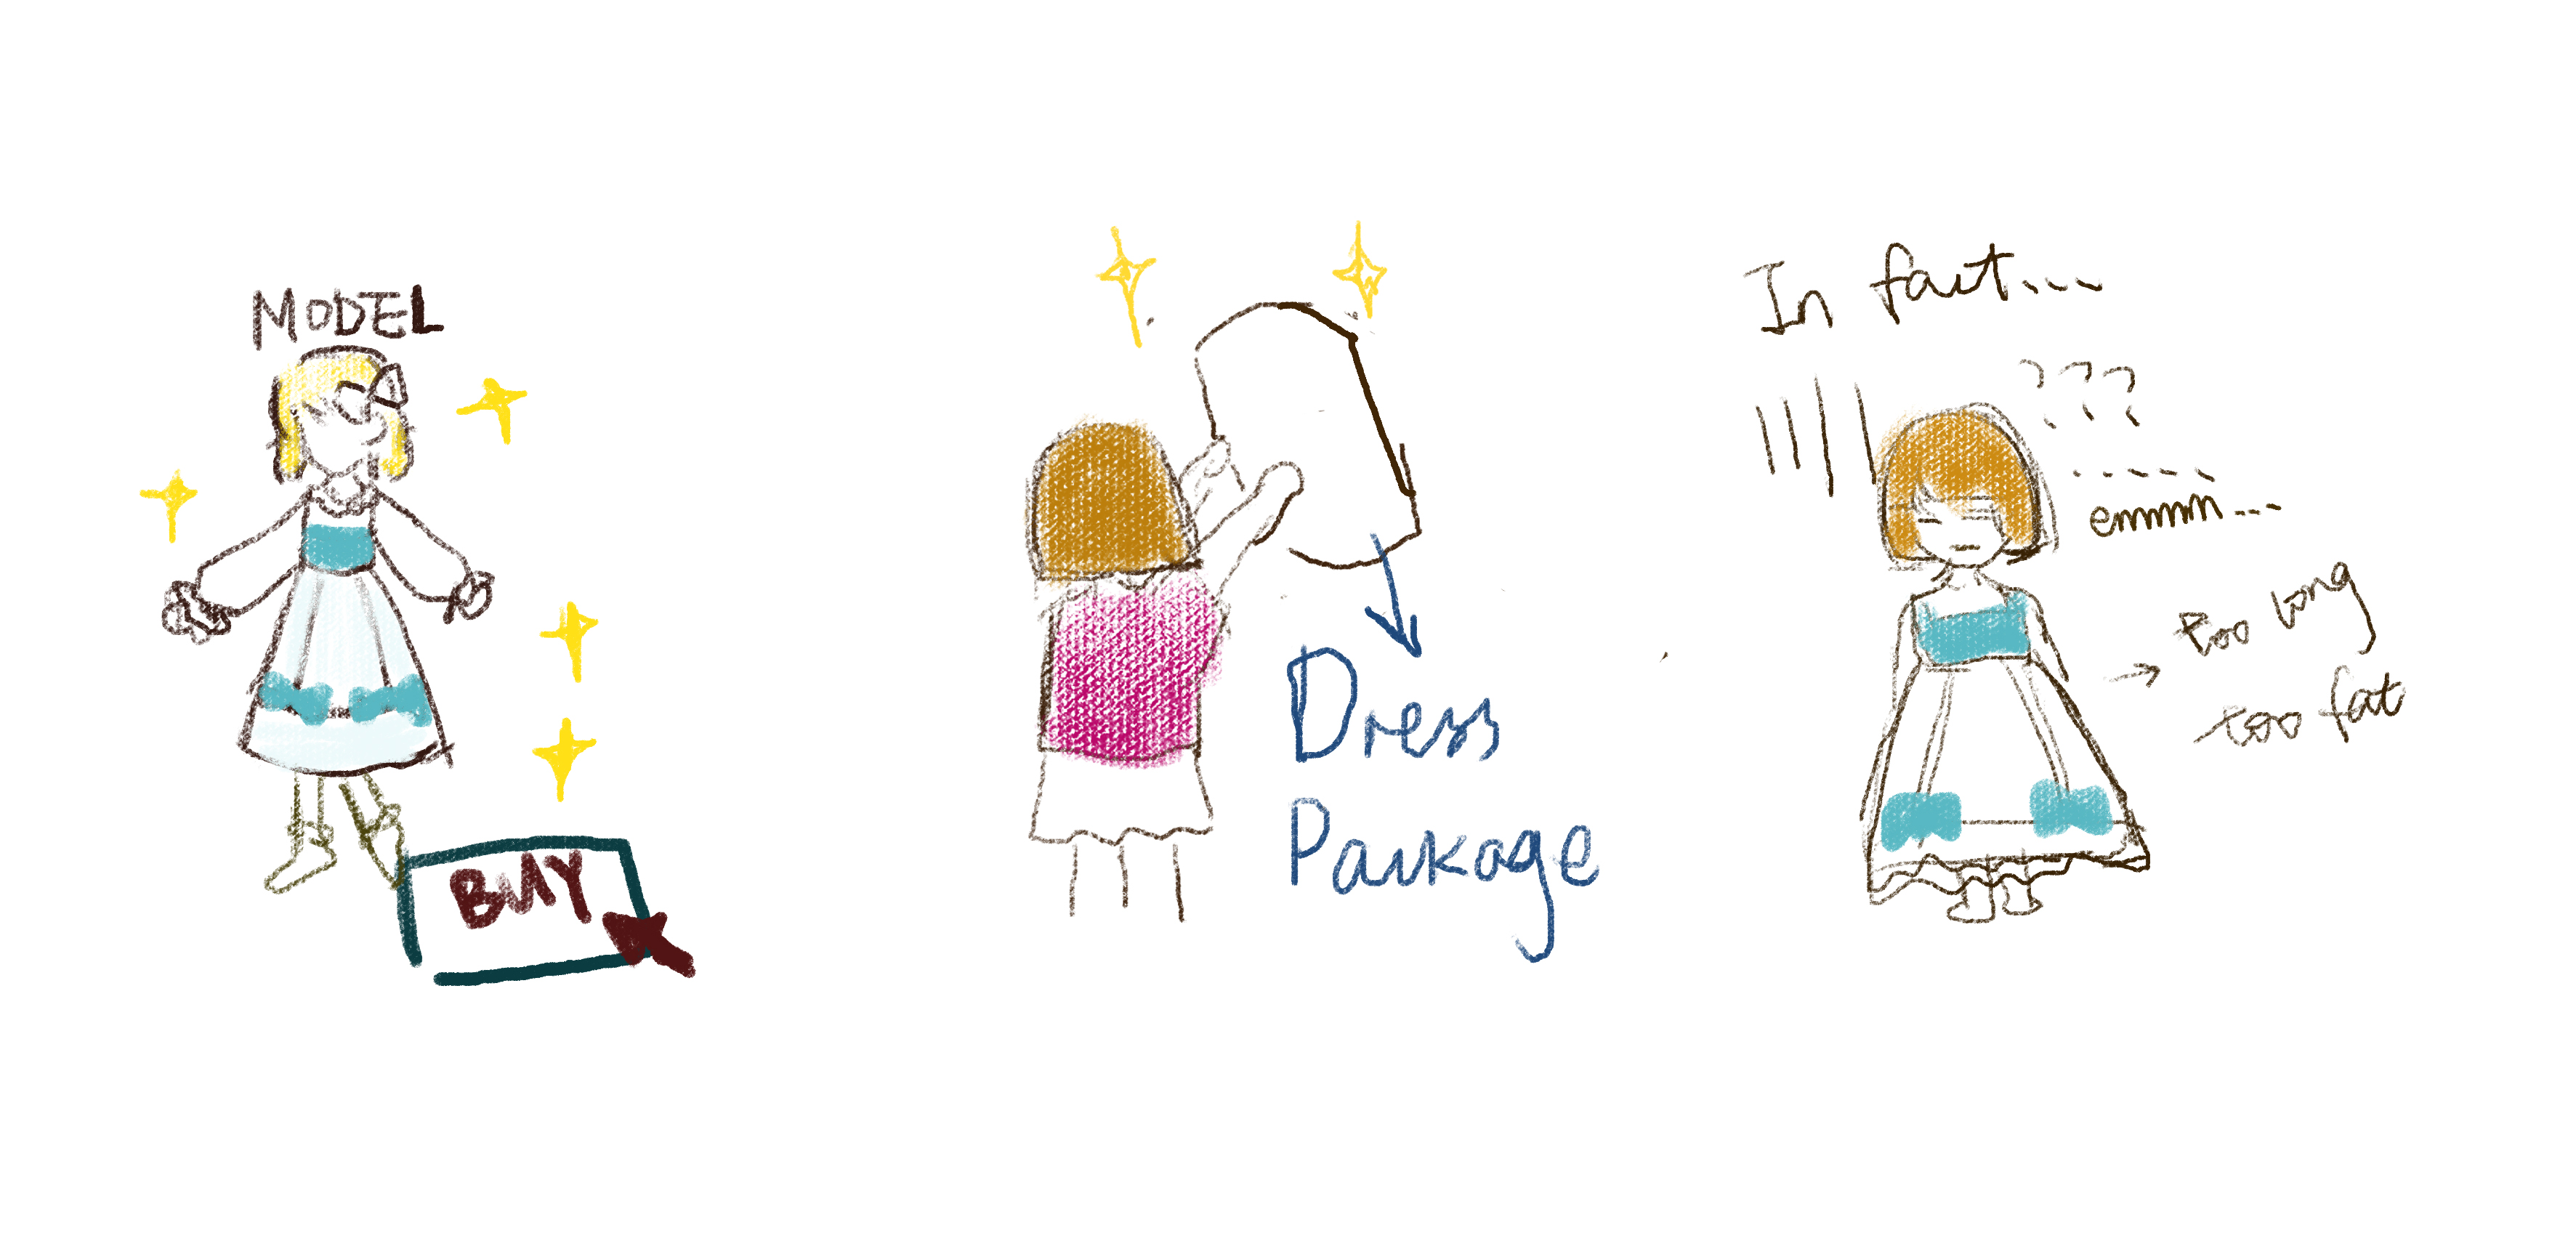 MODEL
BUY
Dress
Package
In fact...
???
.....
emmm...
→ too long
too fat